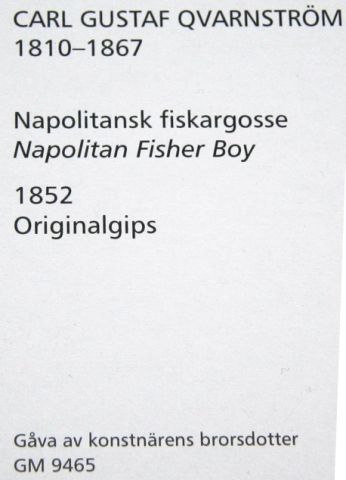 CARL GUSTAF QVARNSTRÖM
1810–1867
Napolitansk fiskargosse
Napolitan Fisher Boy
1852
Originalgips
Gåva av konstnärens brorsdotter
GM 9465